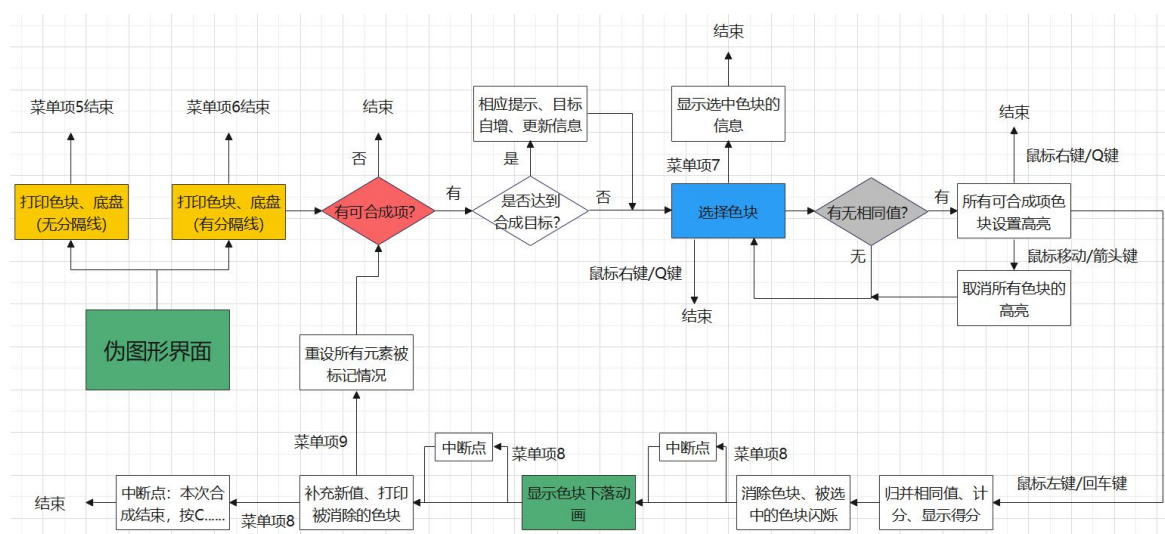 结束
菜单项5结束
菜单项6结束
结束
相应提示、目标
自增、更新信息
显示选中色块的
信息
结束
否
是
菜单项7
鼠标右键/Q键
打印色块、底盘
(无分隔线)
打印色块、底盘
(有分隔线)
有可合成项?
有
是否达到
合成目标?
否
选择色块
有无相同值?
有
所有可合成项色
块设置高亮
无
鼠标移动/箭头键
鼠标右键/Q键
取消所有色块的
高亮
结束
伪图形界面
重设所有元素被
标记情况
菜单项9
中断点
菜单项8
中断点
菜单项8
鼠标左键/回车键
结束
中断点：本次合
成结束，按C......
菜单项8
补充新值、打印
被消除的色块
显示色块下落动
画
消除色块、被选
中的色块闪烁
归并相同值、计
分、显示得分